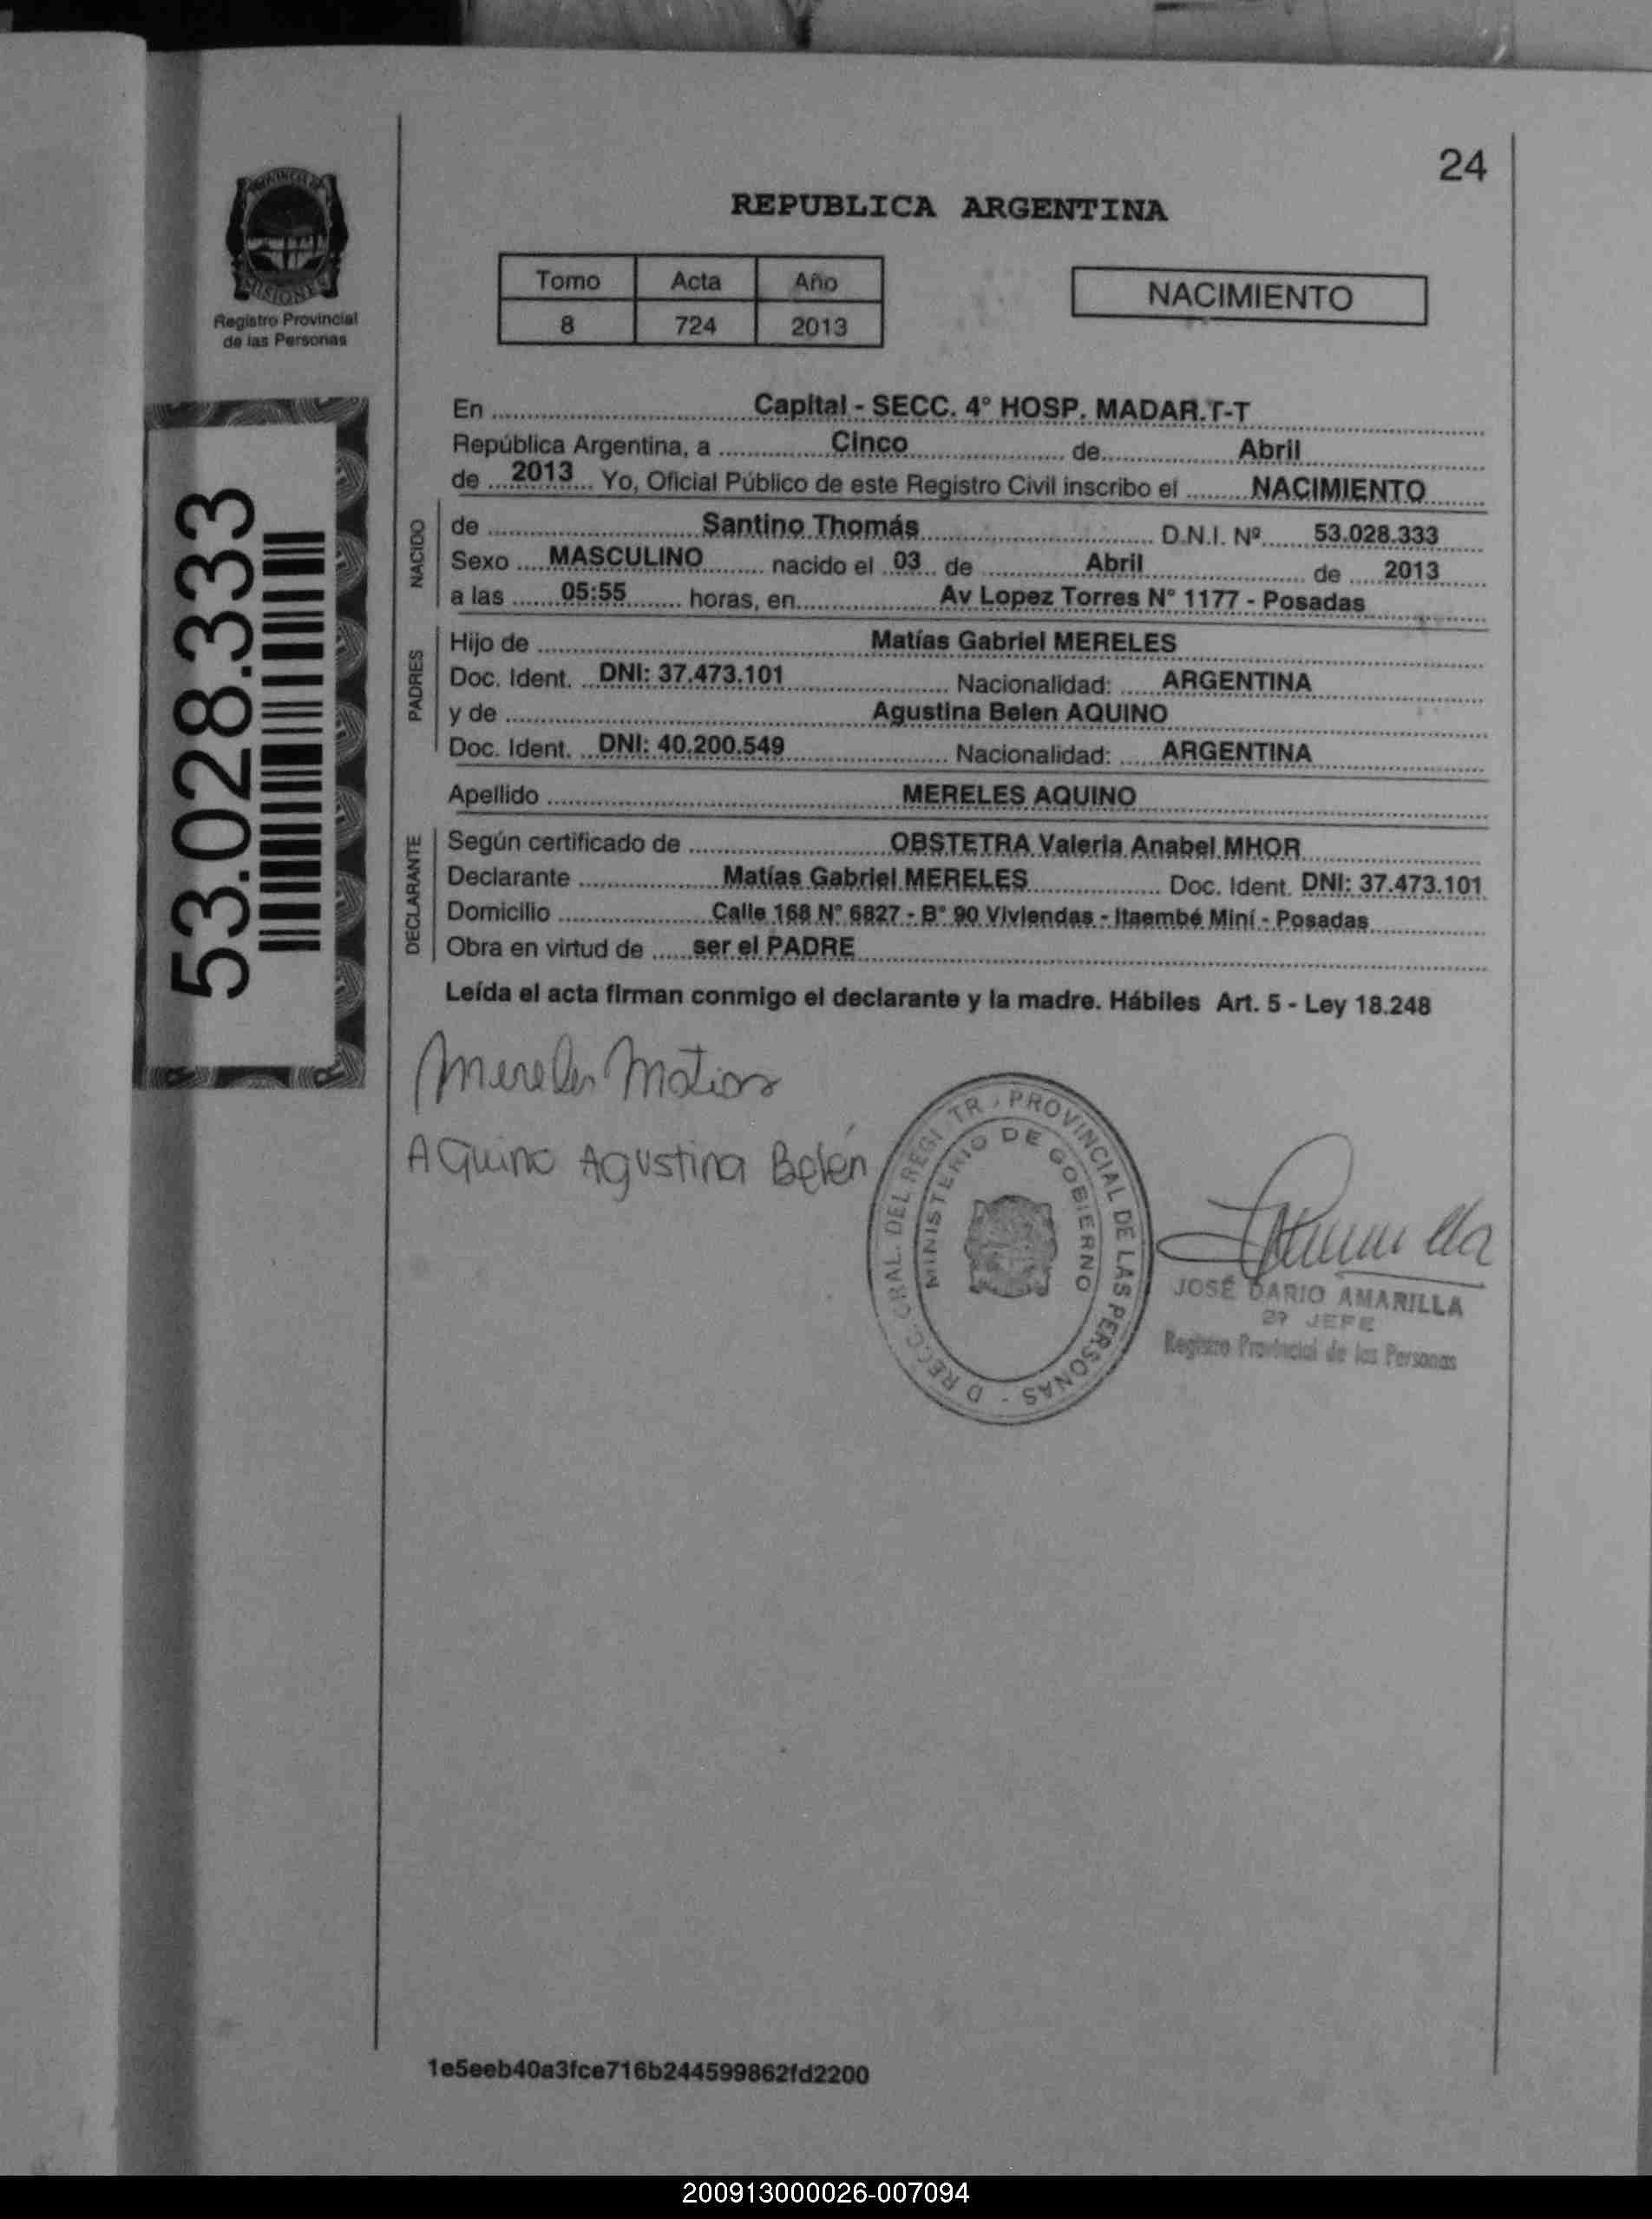 24
REPUBLICA ARGENTINA
Tomo Acta Año
8 724 2013
NACIMIENTO
PROVINCIA DE
MISIONES
Registro Provincial
de las Personas
53.028.333
En Capital - SECC. 4° HOSP. MADAR.T-T
República Argentina, a Cinco de Abril
de 2013 Yo, Oficial Público de este Registro Civil inscribo el NACIMIENTO
NACIDO
de Santino Thomás D.N.I. Nº 53.028.333
Sexo MASCULINO nacido el 03 de Abril de 2013
a las 05:55 horas, en Av Lopez Torres N° 1177 - Posadas
PADRES
Hijo de Matías Gabriel MERELES
Doc. Ident. DNI: 37.473.101 Nacionalidad: ARGENTINA
y de Agustina Belen AQUINO
Doc. Ident. DNI: 40.200.549 Nacionalidad: ARGENTINA
Apellido MERELES AQUINO
DECLARANTE
Según certificado de OBSTETRA Valeria Anabel MHOR
Declarante Matías Gabriel MERELES Doc. Ident. DNI: 37.473.101
Domicilio Calle 168 N° 6827 - B° 90 Viviendas - Itaembé Miní - Posadas
Obra en virtud de ser el PADRE
Leída el acta firman conmigo el declarante y la madre. Hábiles Art. 5 - Ley 18.248
Mereles Matias
AQuino Agustina Belén
D RECC. GRAL. DEL REGI TR PROVINCIAL DE LAS PERSONAS -
MINISTERIO DE GOBIERNO
JOSÉ DARIO AMARILLA
2º JEFE
Registro Provincial de las Personas
1e5eeb40a3fce716b244599862fd2200
200913000026-007094